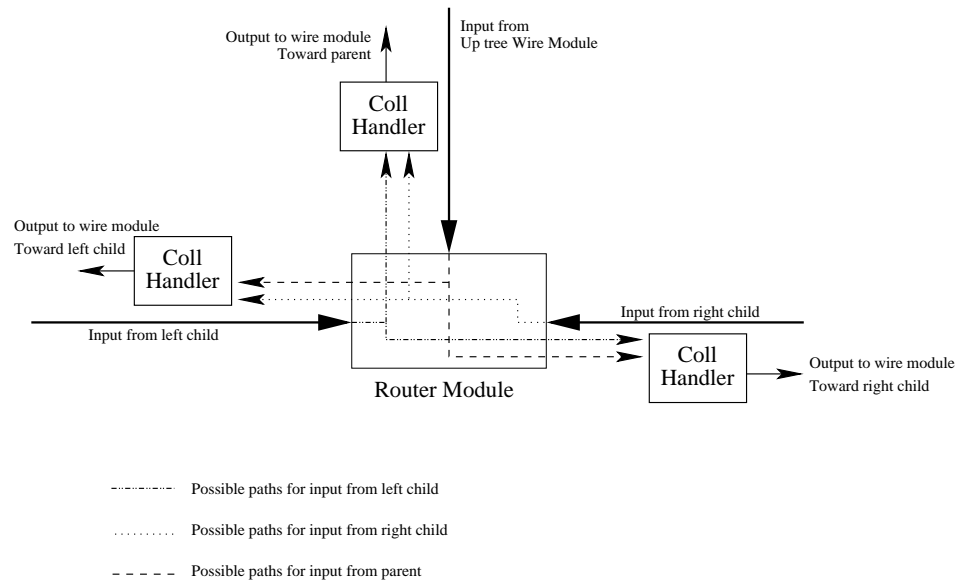 Input from
Up tree Wire Module
Output to wire module
Toward parent
Coll
Handler
Output to wire module
Toward left child
Coll
Handler
Input from left child
Input from right child
Coll
Handler
Output to wire module
Toward right child
Router Module
Possible paths for input from left child
Possible paths for input from right child
Possible paths for input from parent